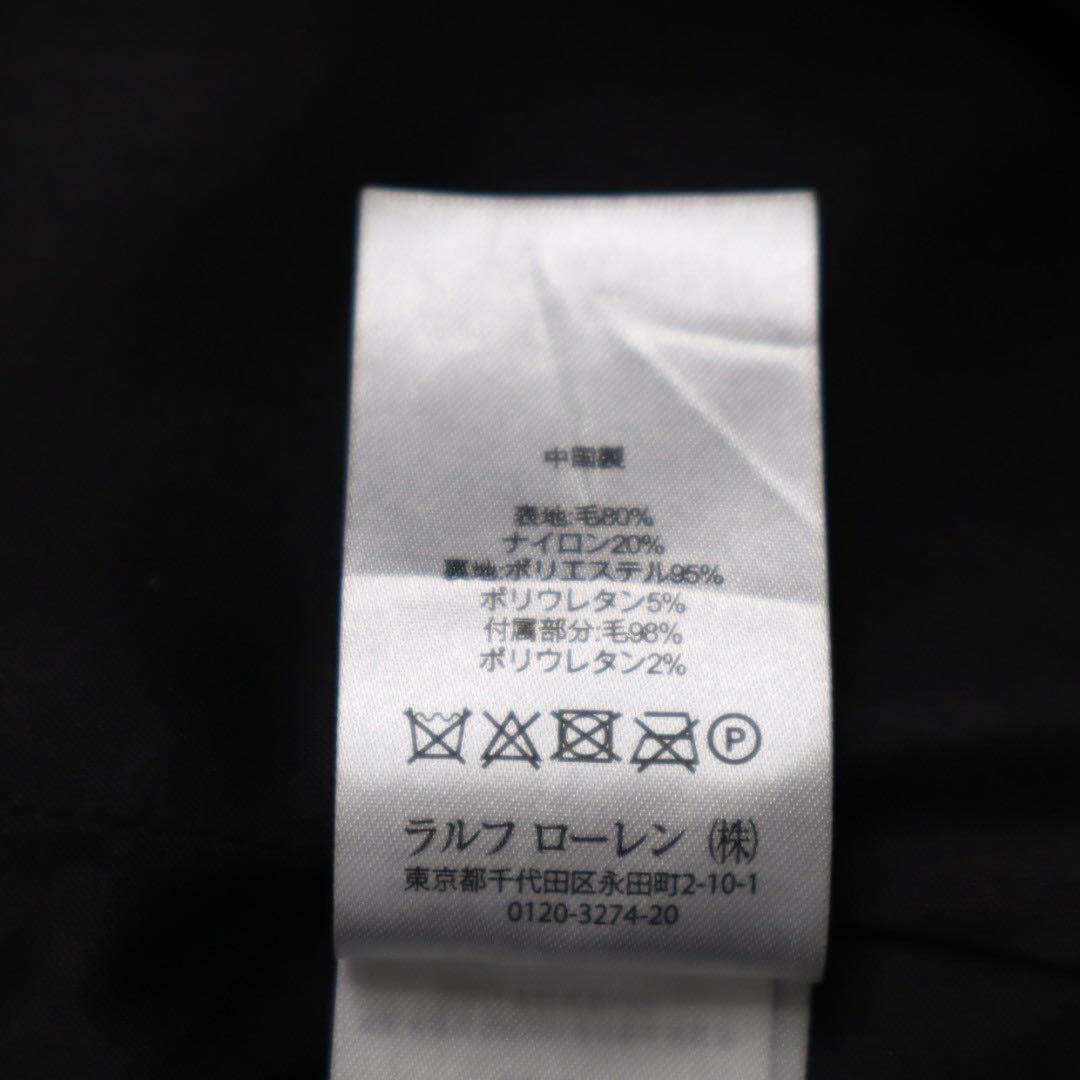 中国製
表地:毛80%
ナイロン20%
裏地:ポリエステル95%
ポリウレタン5%
付属部分:毛98%
ポリウレタン2%
P
ラルフ ローレン ㈱
東京都千代田区永田町2-10-1
0120-3274-20